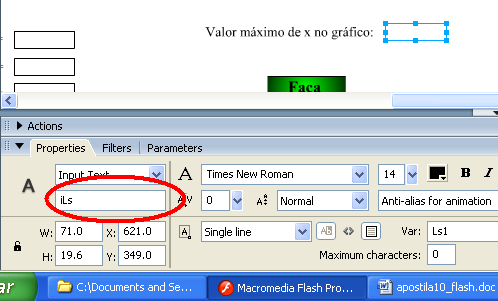 Valor máximo de x no gráfico:
Faça
Actions
Properties Filters Parameters
Input Text A Times New Roman 14 B I
A
iLs A|V 0 Normal Anti-alias for animation
W: 71.0 X: 621.0 Single line AB Var: Ls1
H: 19.6 Y: 349.0 Maximum characters: 0
ar C:\Documents and Se... Macromedia Flash Pro... apostila10_flash.doc